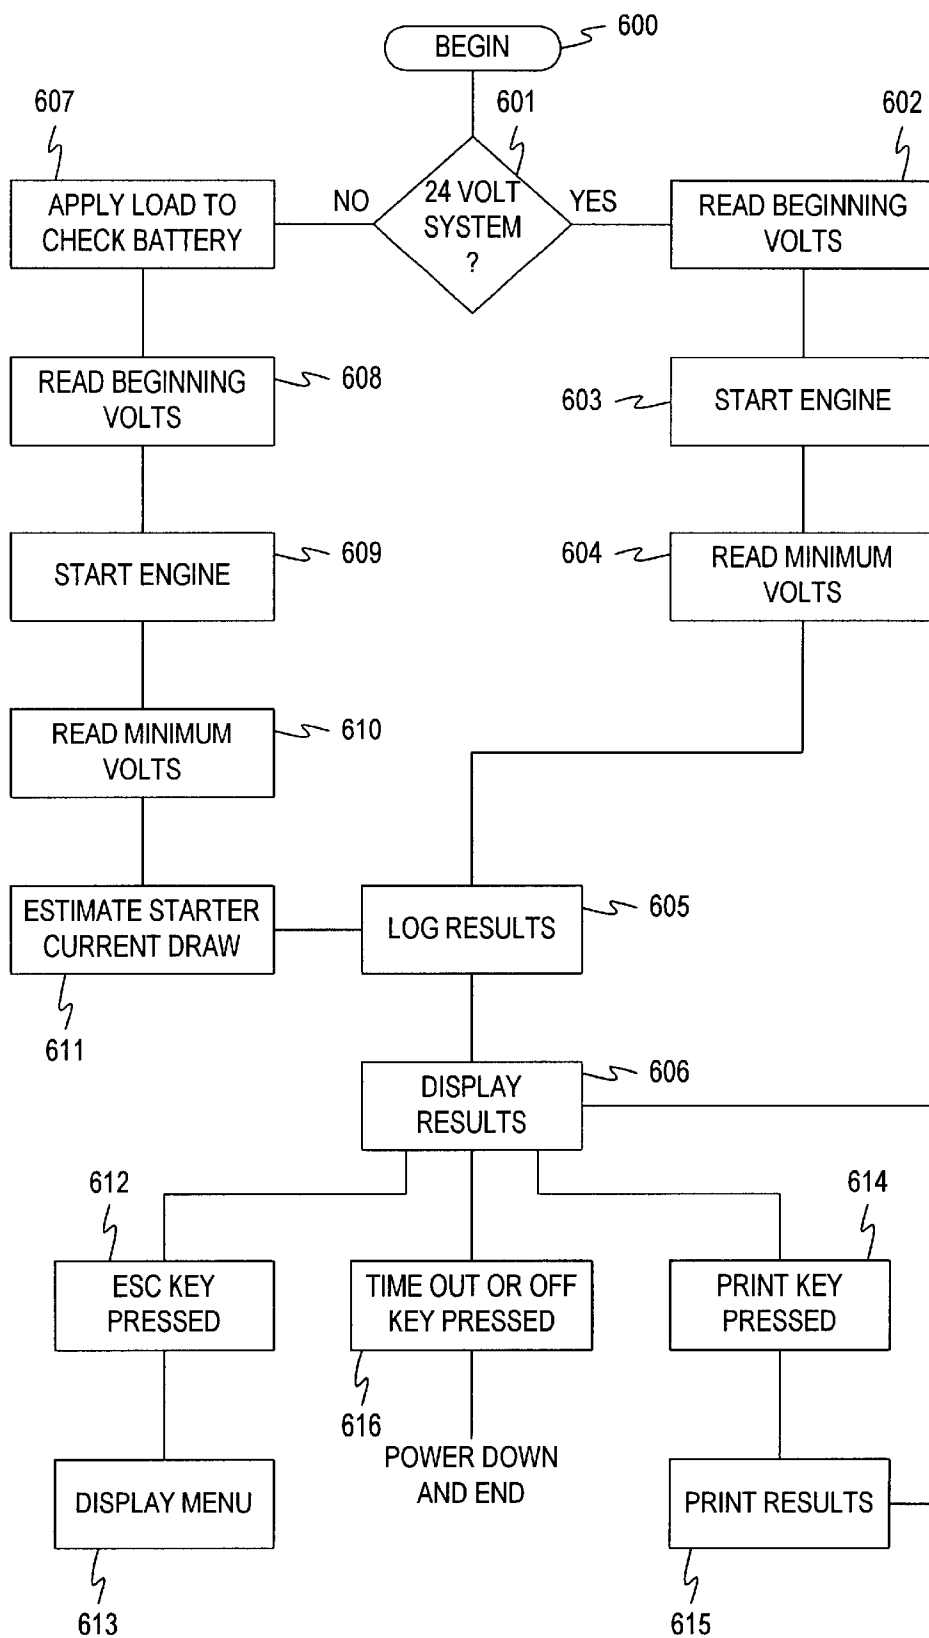 BEGIN
600
601
24 VOLT
SYSTEM
?
NO
YES
607
APPLY LOAD TO
CHECK BATTERY
602
READ BEGINNING
VOLTS
READ BEGINNING
VOLTS
608
603
START ENGINE
START ENGINE
609
604
READ MINIMUM
VOLTS
READ MINIMUM
VOLTS
610
ESTIMATE STARTER
CURRENT DRAW
611
LOG RESULTS
605
DISPLAY
RESULTS
606
612
ESC KEY
PRESSED
TIME OUT OR OFF
KEY PRESSED
616
614
PRINT KEY
PRESSED
DISPLAY MENU
613
POWER DOWN
AND END
PRINT RESULTS
615